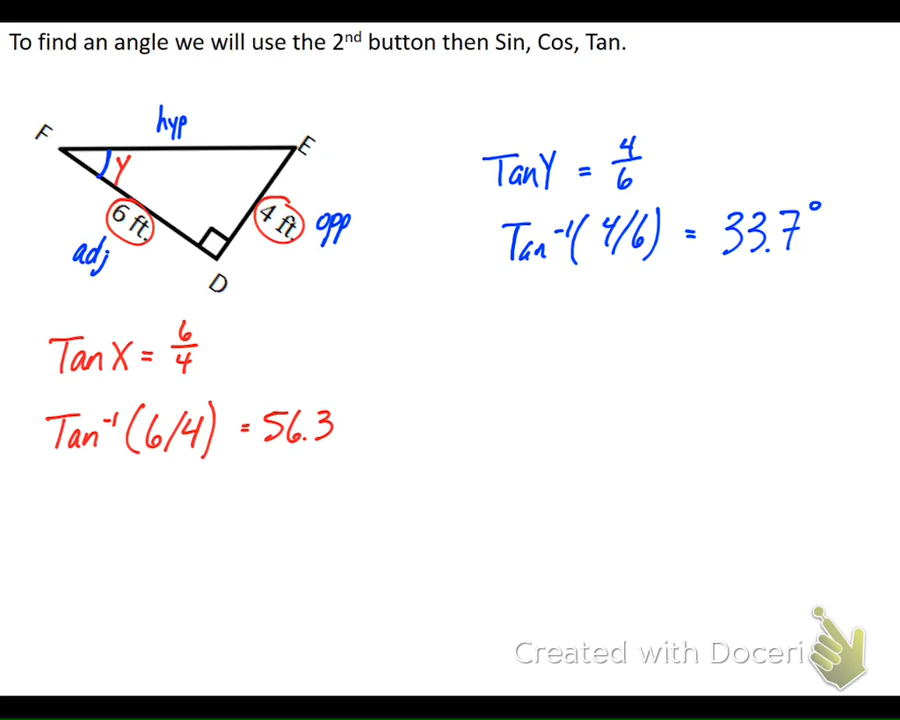 To find an angle we will use the 2nd button then Sin, Cos, Tan.
hyp
F
E
Y
6 ft.
4 ft.
opp
adj
D
Tan Y = 4/6
Tan⁻¹( 4/6) = 33.7°
Tan X = 6/4
Tan⁻¹ (6/4) = 56.3
Created with Doceri